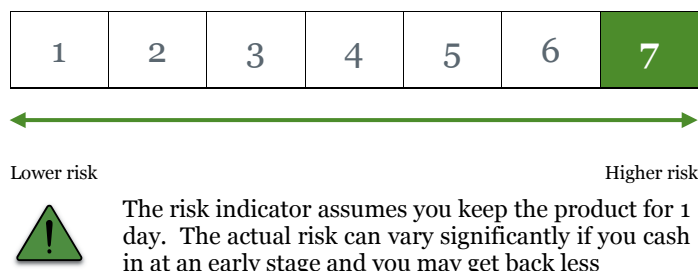 1 2 3 4 5 6 7
Lower risk Higher risk
The risk indicator assumes you keep the product for 1
day. The actual risk can vary significantly if you cash
in at an early stage and you may get back less